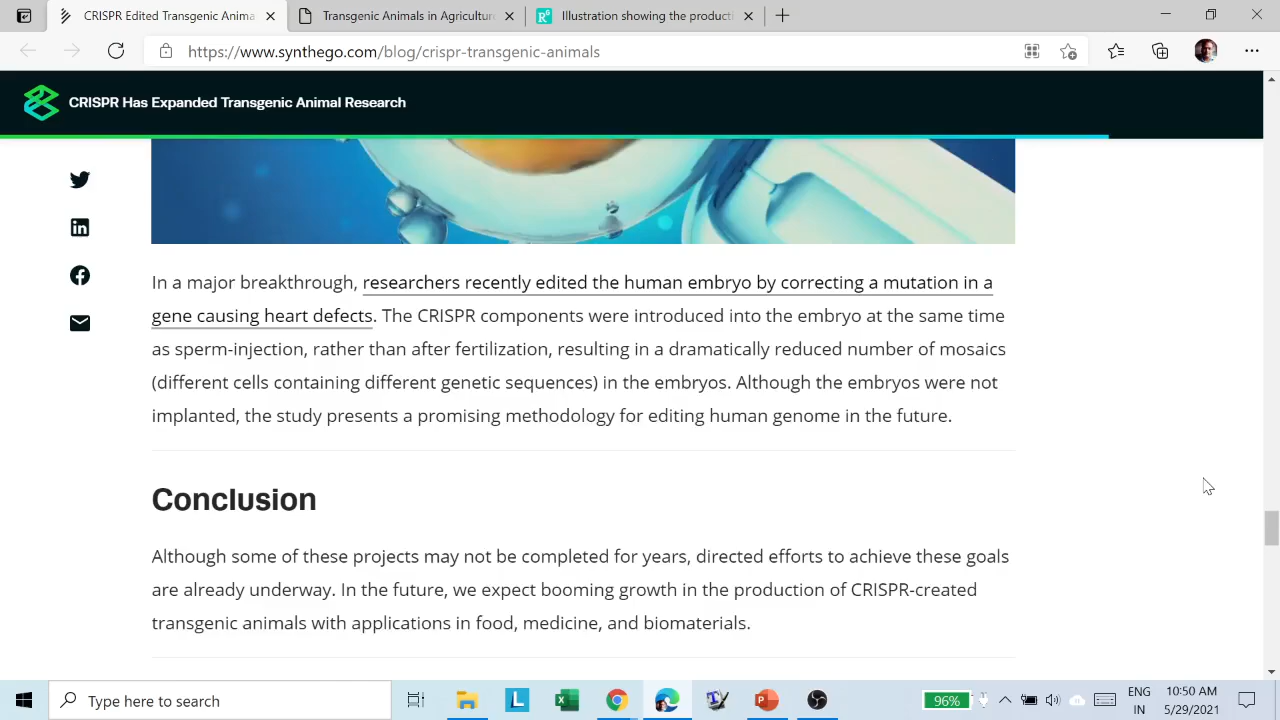 CRISPR Edited Transgenic Anima
Transgenic Animals in Agricultur
Illustration showing the producti
https://www.synthego.com/blog/crispr-transgenic-animals
CRISPR Has Expanded Transgenic Animal Research
In a major breakthrough, researchers recently edited the human embryo by correcting a mutation in a
gene causing heart defects. The CRISPR components were introduced into the embryo at the same time
as sperm-injection, rather than after fertilization, resulting in a dramatically reduced number of mosaics
(different cells containing different genetic sequences) in the embryos. Although the embryos were not
implanted, the study presents a promising methodology for editing human genome in the future.
Conclusion
Although some of these projects may not be completed for years, directed efforts to achieve these goals
are already underway. In the future, we expect booming growth in the production of CRISPR-created
transgenic animals with applications in food, medicine, and biomaterials.
Type here to search
96%
ENG
IN
10:50 AM
5/29/2021